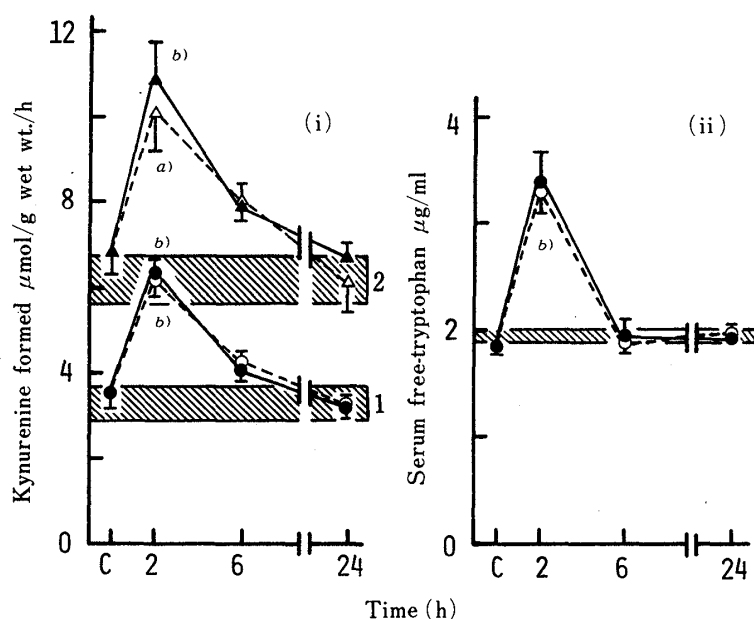 Kynurenine formed μmol/g wet wt./h
12
8
4
0
(i)
b)
a)
b)
b)
2
1
C 2 6 24
Serum free-tryptophan μg/ml
4
2
0
(ii)
b)
C 2 6 24
Time (h)